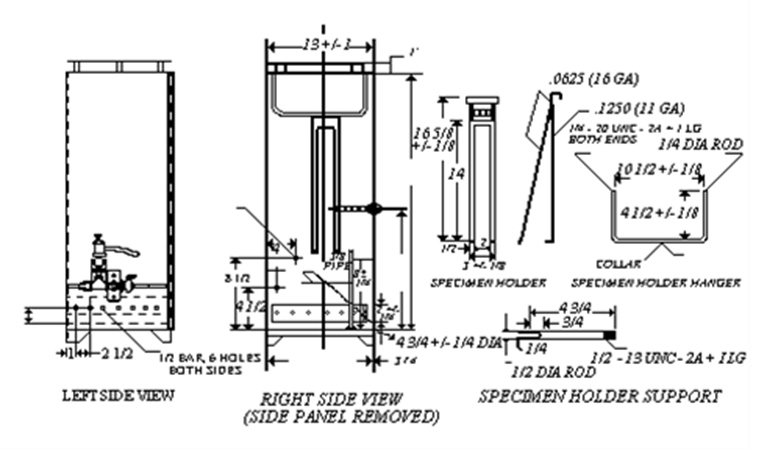 13 +/- 1
1"
.0625 (16 GA)
.1250 (11 GA)
1/4 - 20 UNC - 2A + 1 LG
BOTH ENDS
1/4 DIA ROD
16 5/8
+/- 1/8
14
10 1/2 +/- 1/8
4 1/2 +/- 1/8
COLLAR
1/2
2
3 +/- 1/8
SPECIMEN HOLDER
SPECIMEN HOLDER HANGER
3/8
PIPE
8 1/2
4 1/2
4 3/4 +/- 1/4 DIA
4 3/4
3/4
1/4
1/2 - 13 UNC - 2A + 1 LG
1/2 DIA ROD
1
2 1/2
1/2 BAR, 6 HOLES
BOTH SIDES
LEFT SIDE VIEW
RIGHT SIDE VIEW
(SIDE PANEL REMOVED)
SPECIMEN HOLDER SUPPORT